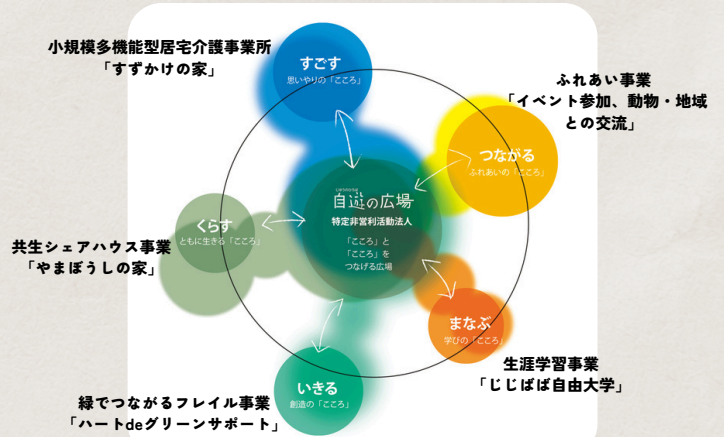 小規模多機能型居宅介護事業所
「すずかけの家」
すごす
思いやりの「こころ」
ふれあい事業
「イベント参加、動物・地域
との交流」
つながる
ふれあいの「こころ」
自遊の広場
特定非営利活動法人
「こころ」と
「こころ」を
つなげる広場
くらす
ともに生きる「こころ」
共生シェアハウス事業
「やまぼうしの家」
まなぶ
学びの「こころ」
生涯学習事業
「じじばば自由大学」
いきる
創造の「こころ」
緑でつながるフレイル事業
「ハートdeグリーンサポート」